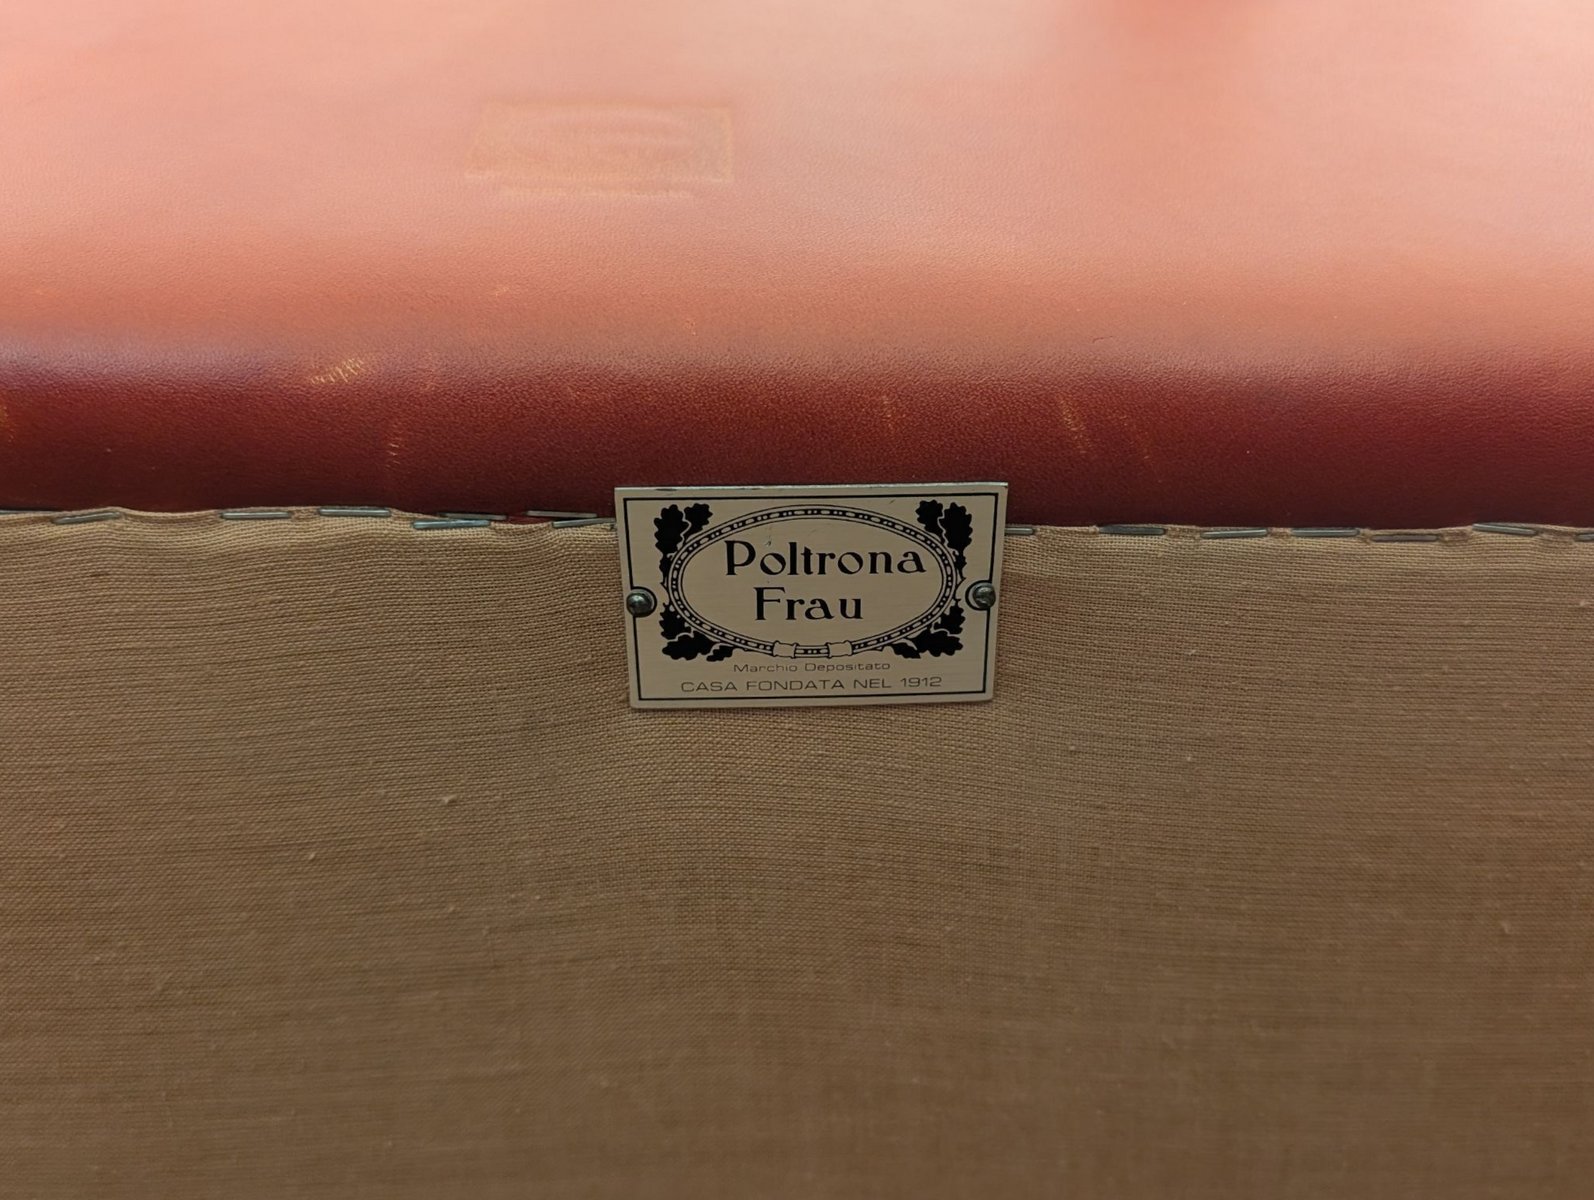 Poltrona
Frau
Marchio Depositato
CASA FONDATA NEL 1912